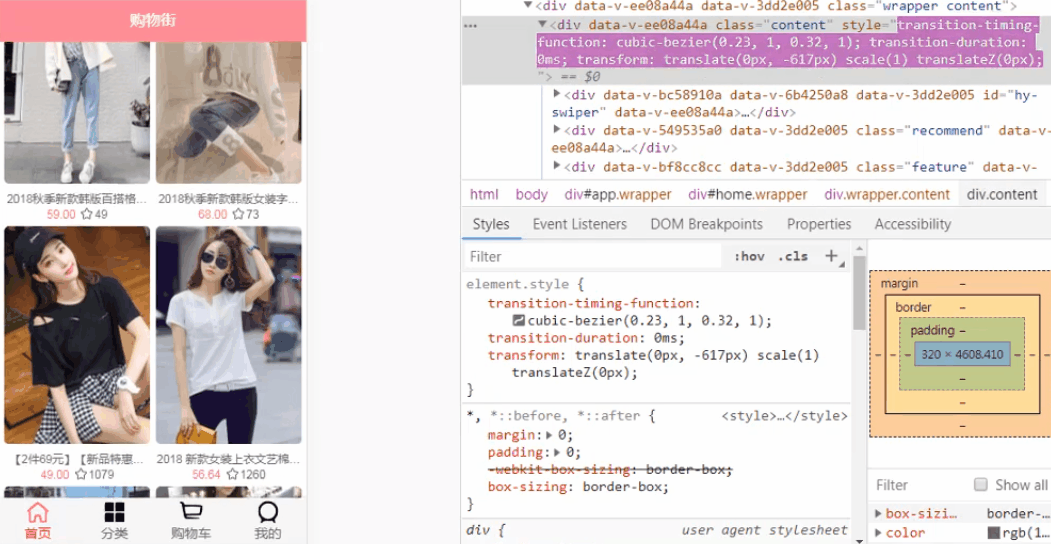 购物街
2018秋季新款韩版百搭格...
59.00 49
2018秋季新款韩版女装字...
68.00 73
【2件69元】【新品特惠...
49.00 1079
2018 新款女装上衣文艺棉...
56.64 1260
首页
分类
购物车
我的
<div data-v-ee08a44a data-v-3dd2e005 class="wrapper content">
... <div data-v-ee08a44a class="content" style="transition-timing-
function: cubic-bezier(0.23, 1, 0.32, 1); transition-duration:
0ms; transform: translate(0px, -617px) scale(1) translateZ(0px);
"> == $0
<div data-v-bc58910a data-v-6b4250a8 data-v-3dd2e005 id="hy-
swiper" data-v-ee08a44a>…</div>
<div data-v-549535a0 data-v-3dd2e005 class="recommend" data-v-
ee08a44a>…</div>
<div data-v-bf8cc8cc data-v-3dd2e005 class="feature" data-v-
html body div#app.wrapper div#home.wrapper div.wrapper.content div.content
Styles Event Listeners DOM Breakpoints Properties Accessibility
Filter :hov .cls +
element.style {
transition-timing-function:
cubic-bezier(0.23, 1, 0.32, 1);
transition-duration: 0ms;
transform: translate(0px, -617px) scale(1)
translateZ(0px);
}
*, *::before, *::after { <style>…</style>
margin: 0;
padding: 0;
-webkit-box-sizing: border-box;
box-sizing: border-box;
}
div { user agent stylesheet
margin –
border –
padding –
– – – 320 × 4608.410 – – –
–
–
–
Filter Show all
box-sizi… border-…
color rgb(1…